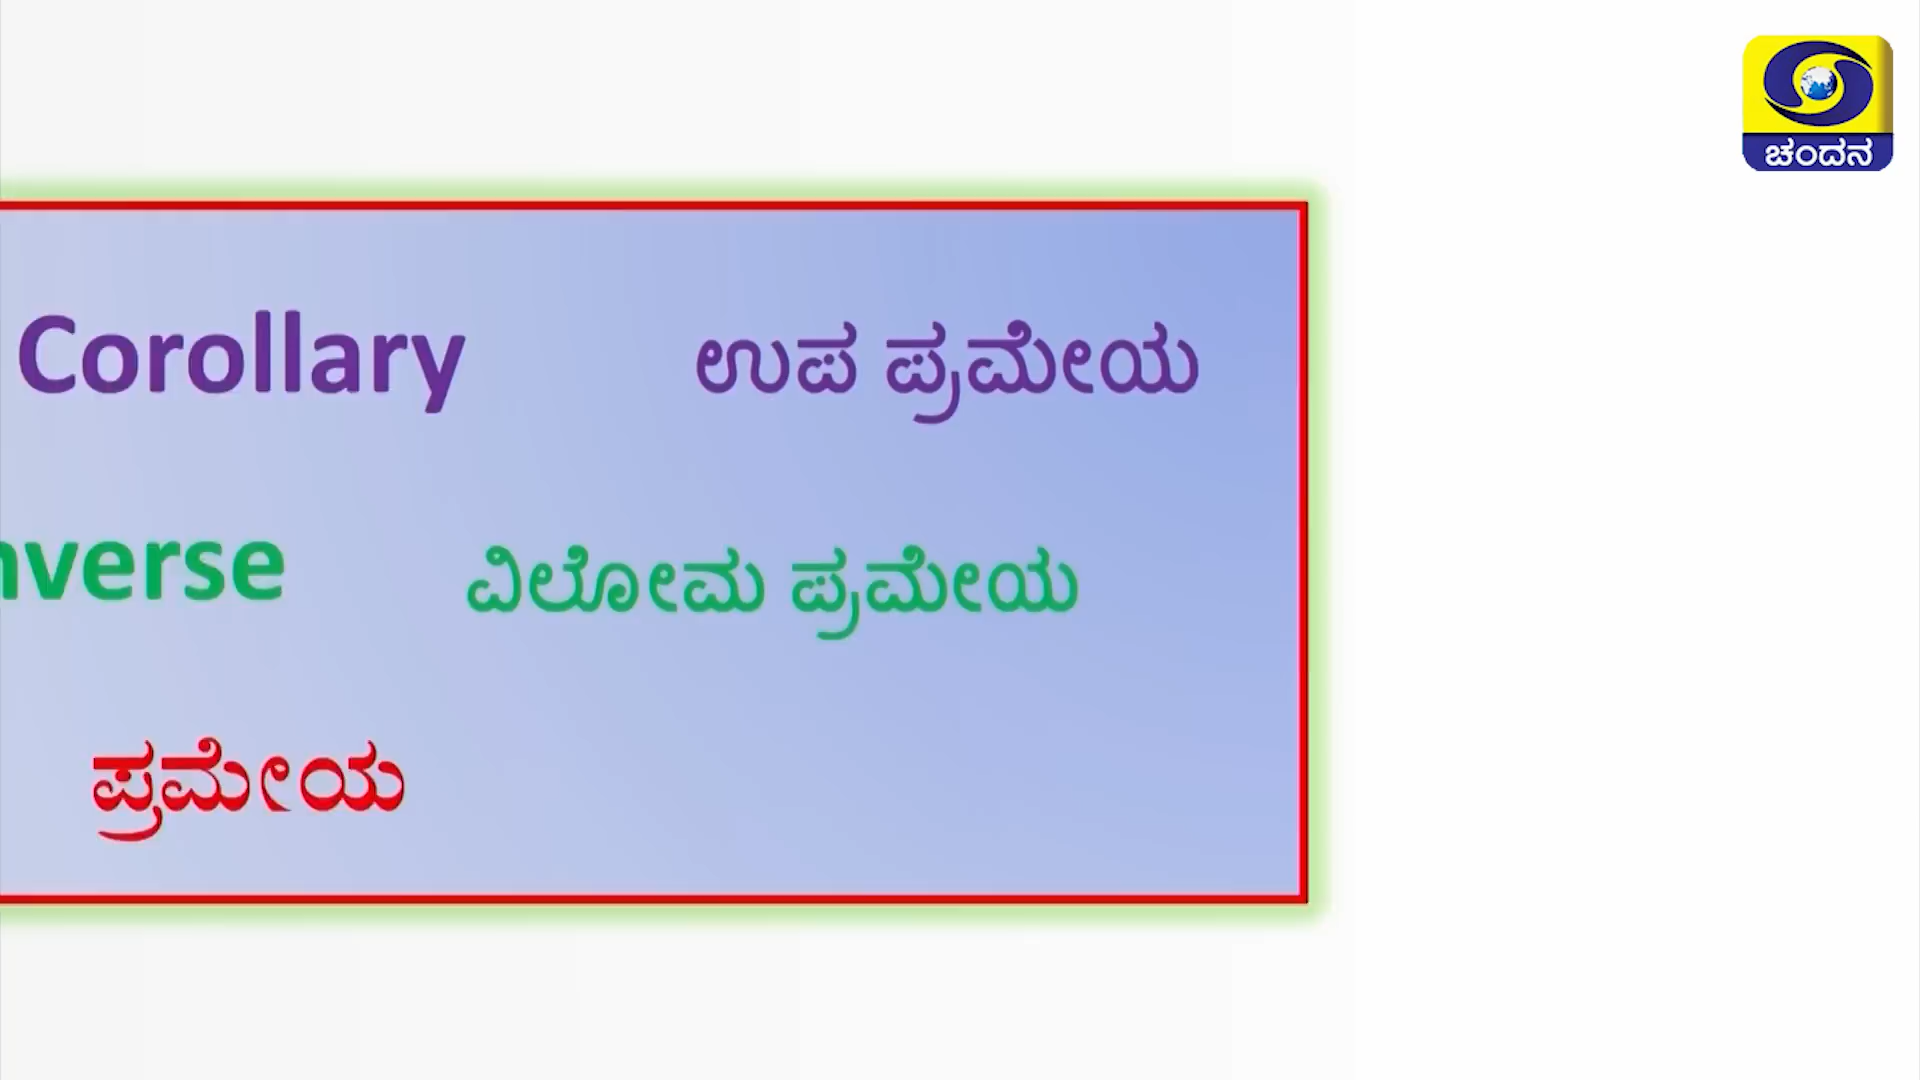 ಚಂದನ
Corollary ಉಪ ಪ್ರಮೇಯ
nverse ವಿಲೋಮ ಪ್ರಮೇಯ
ಪ್ರಮೇಯ